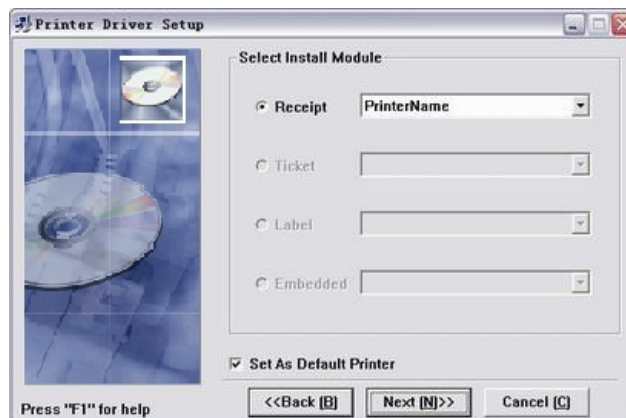 Printer Driver Setup
Select Install Module
Receipt PrinterName
Ticket
Label
Embedded
Set As Default Printer
Press "F1" for help
<<Back (B) Next (N)>> Cancel (C)